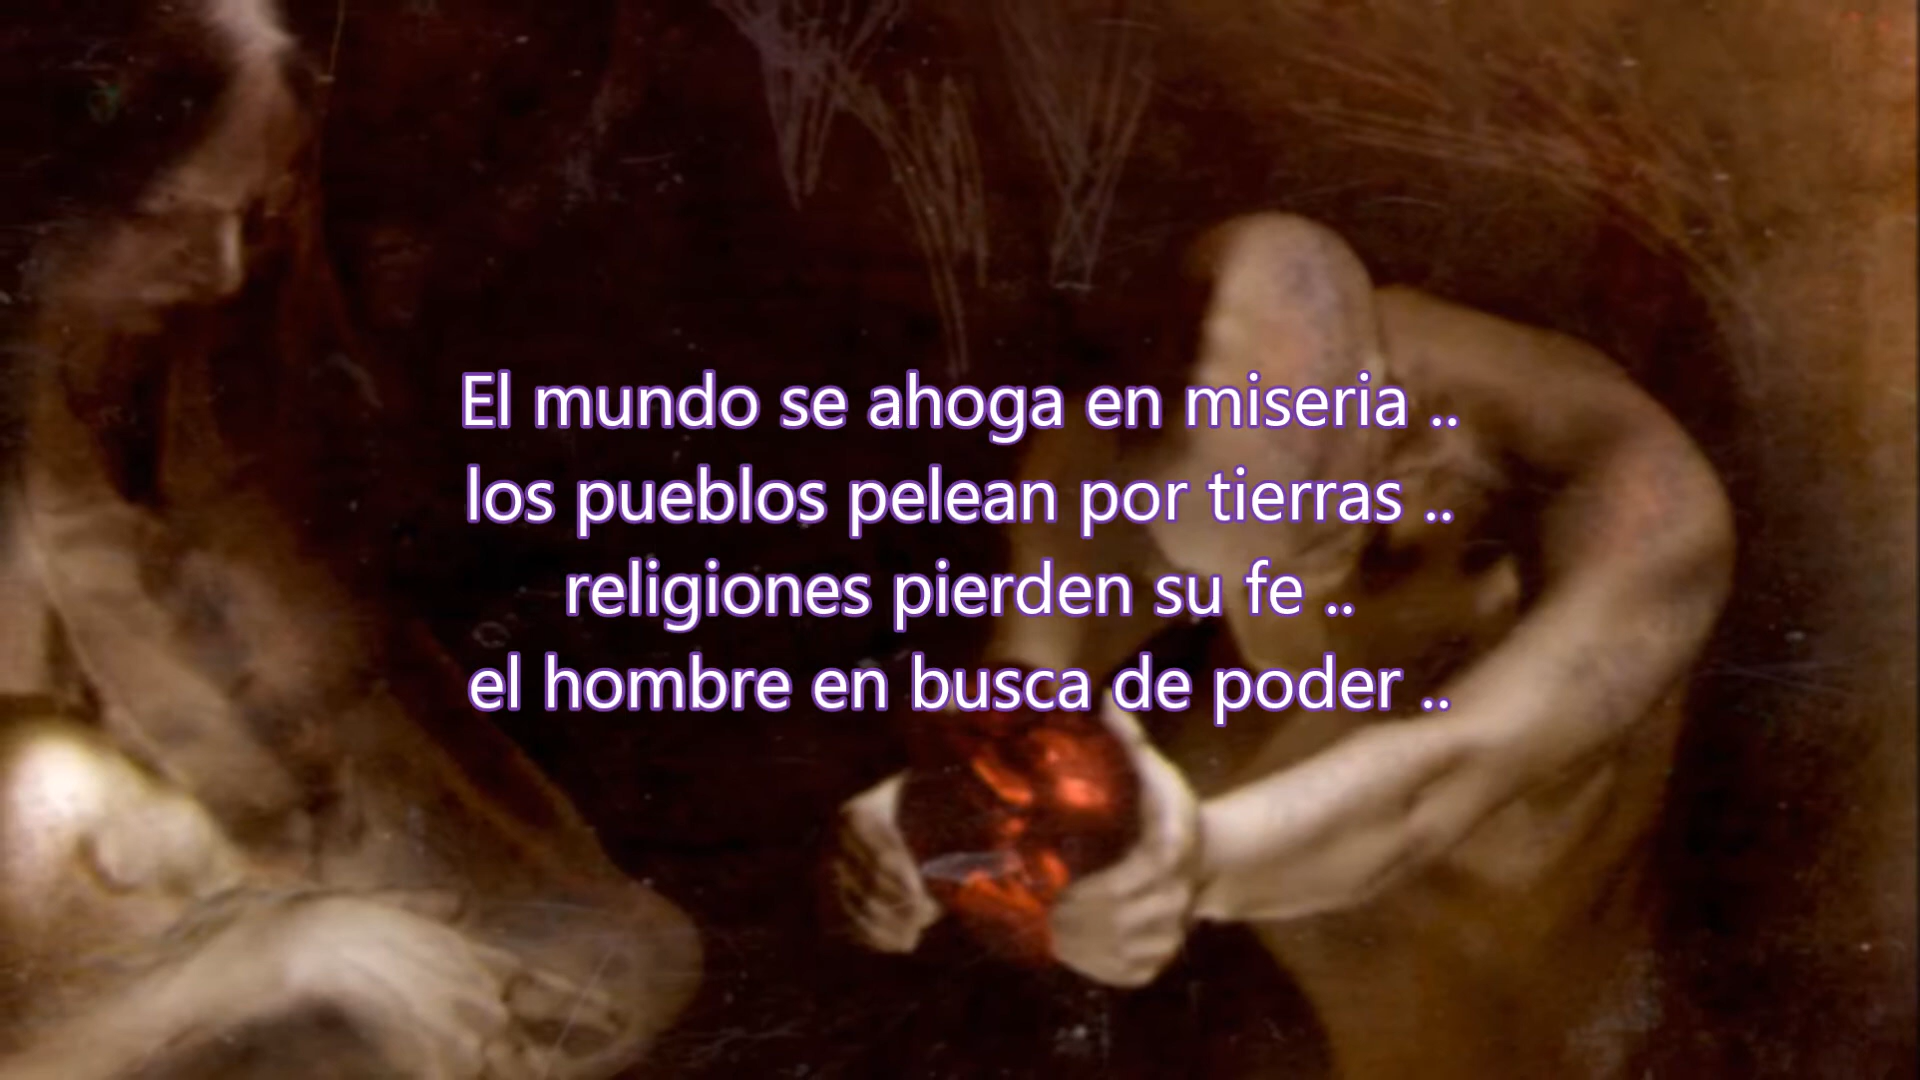 El mundo se ahoga en miseria ..
los pueblos pelean por tierras ..
religiones pierden su fe ..
el hombre en busca de poder ..